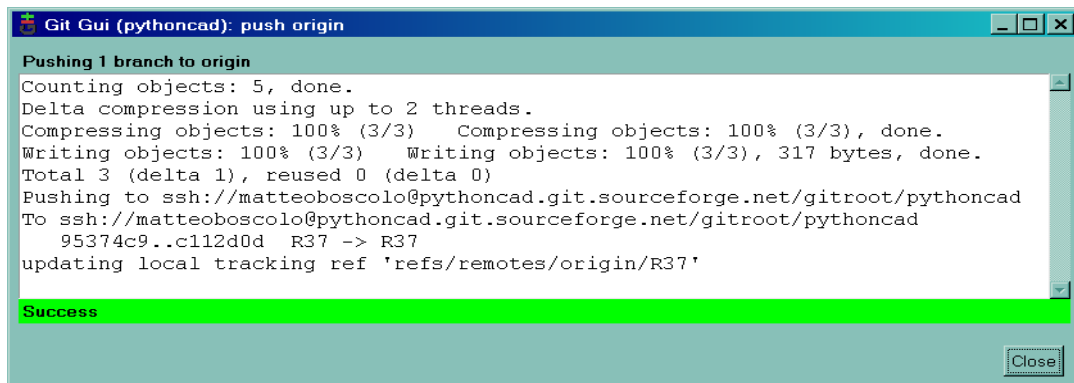 Git Gui (pythoncad): push origin
Pushing 1 branch to origin
Counting objects: 5, done.
Delta compression using up to 2 threads.
Compressing objects: 100% (3/3)   Compressing objects: 100% (3/3), done.
Writing objects: 100% (3/3)   Writing objects: 100% (3/3), 317 bytes, done.
Total 3 (delta 1), reused 0 (delta 0)
Pushing to ssh://matteoboscolo@pythoncad.git.sourceforge.net/gitroot/pythoncad
To ssh://matteoboscolo@pythoncad.git.sourceforge.net/gitroot/pythoncad
   95374c9..c112d0d  R37 -> R37
updating local tracking ref 'refs/remotes/origin/R37'
Success
Close